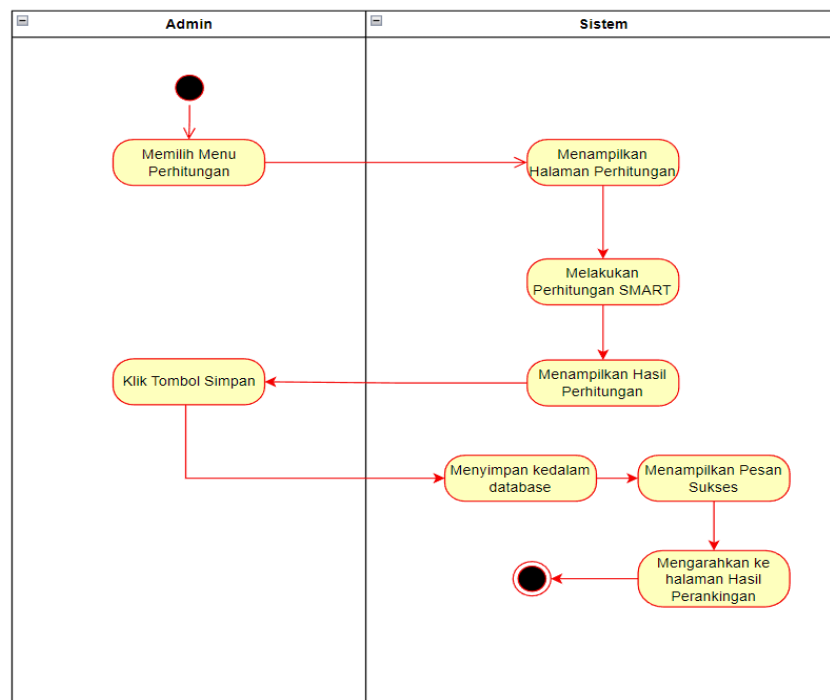 Admin
Sistem
Memilih Menu
Perhitungan
Menampilkan
Halaman Perhitungan
Melakukan
Perhitungan SMART
Menampilkan Hasil
Perhitungan
Klik Tombol Simpan
Menyimpan kedalam
database
Menampilkan Pesan
Sukses
Mengarahkan ke
halaman Hasil
Perankingan